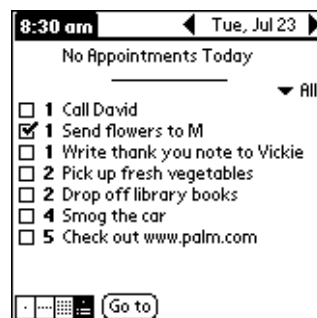 8:30 am Tue, Jul 23
No Appointments Today
All
1 Call David
1 Send flowers to M
1 Write thank you note to Vickie
2 Pick up fresh vegetables
2 Drop off library books
4 Smog the car
5 Check out www.palm.com
Go to